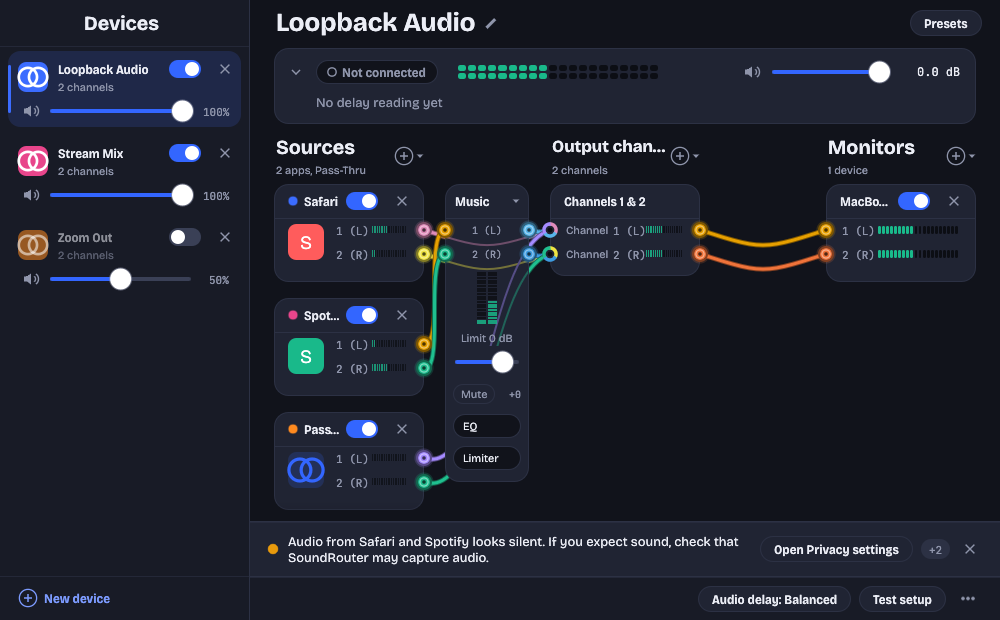 Devices
Loopback Audio
2 channels
100%
Stream Mix
2 channels
100%
Zoom Out
2 channels
50%
New device
Loopback Audio
Presets
Not connected
0.0 dB
No delay reading yet
Sources
2 apps, Pass-Thru
Safari
S
1 (L)
2 (R)
Spot...
S
1 (L)
2 (R)
Pass...
1 (L)
2 (R)
Music
1 (L)
2 (R)
Limit 0 dB
Mute +0
EQ
Limiter
Output chan...
2 channels
Channels 1 & 2
Channel 1 (L)
Channel 2 (R)
Monitors
1 device
MacBo...
1 (L)
2 (R)
Audio from Safari and Spotify looks silent. If you expect sound, check that
SoundRouter may capture audio.
Open Privacy settings
+2
Audio delay: Balanced
Test setup